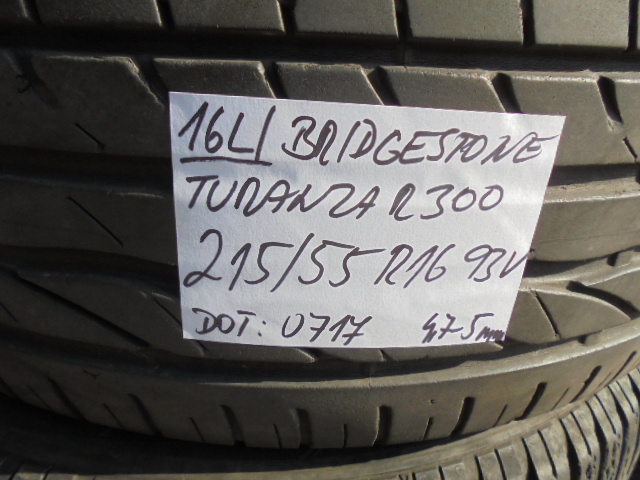 16L/ BRIDGESTONE
TURANZA R300
215/55 R16 93V
DOT: 0717 4,7-5mm